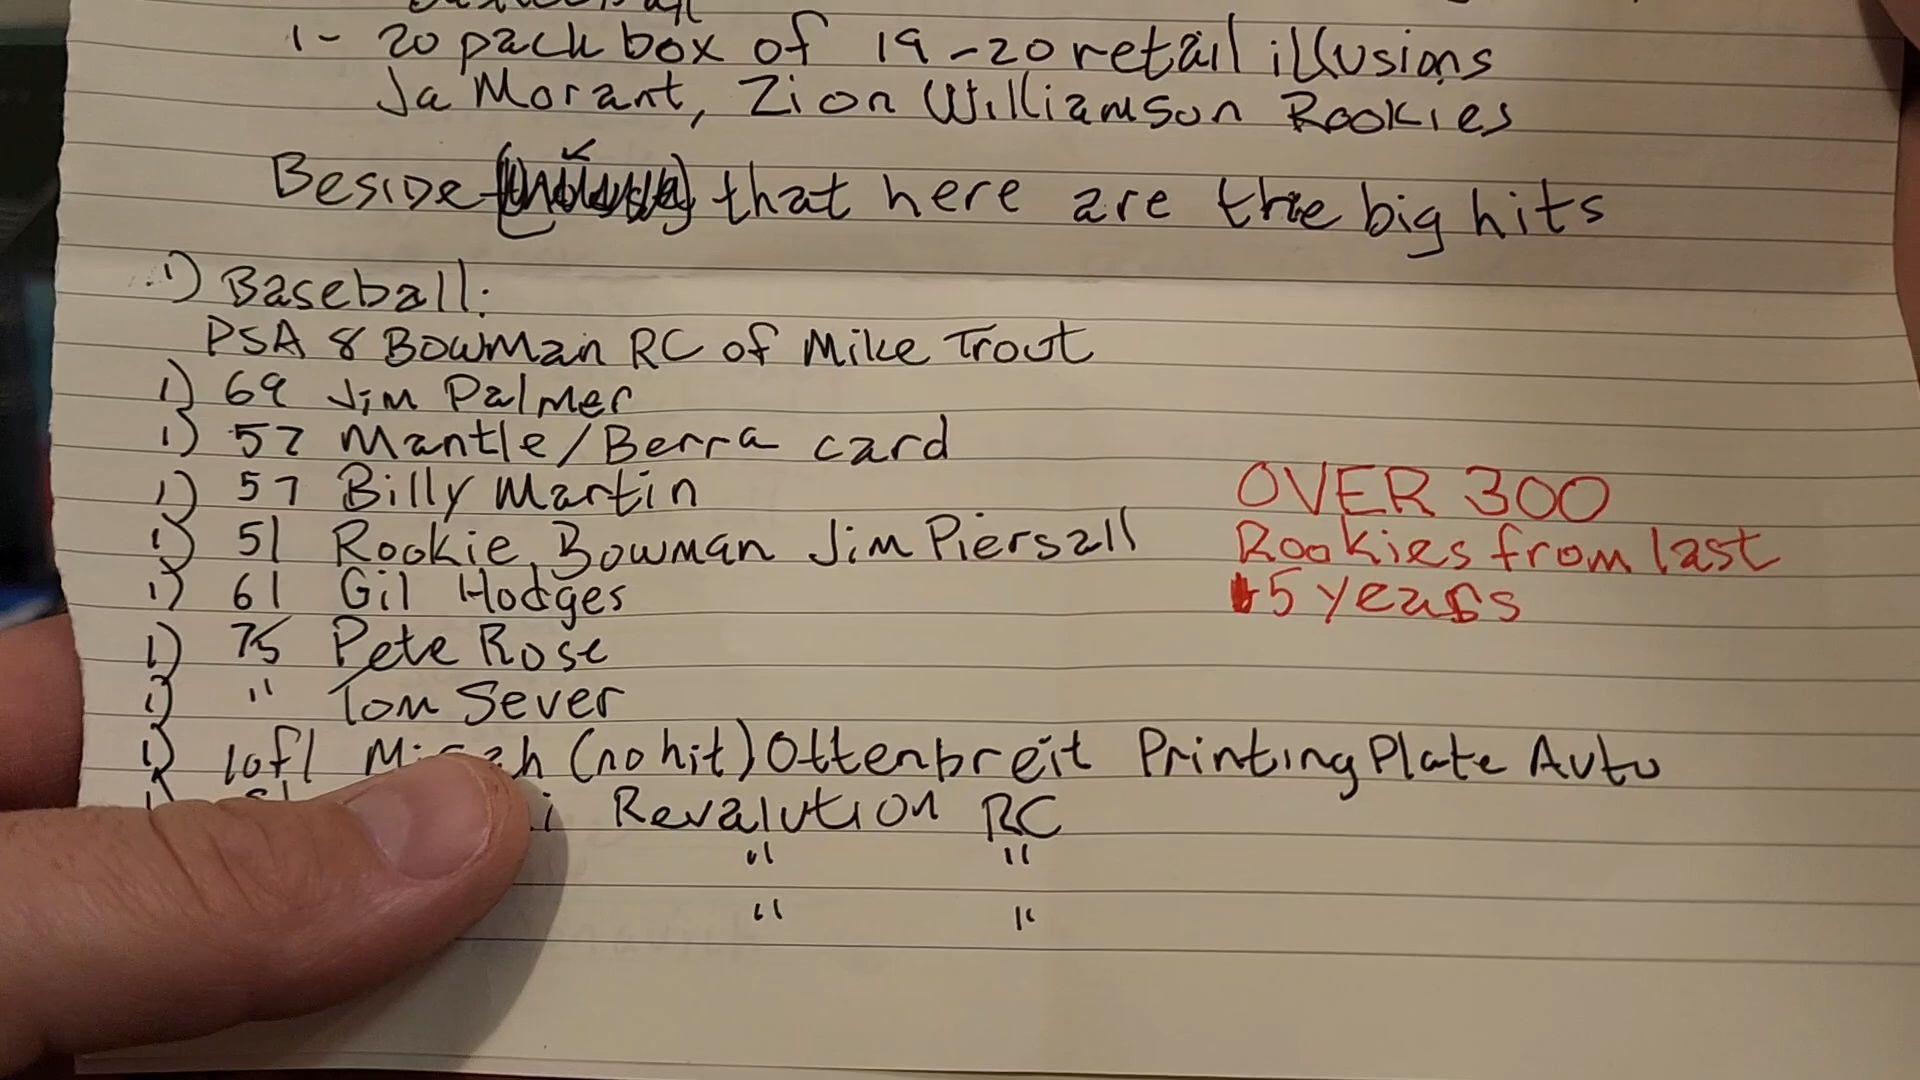 1- 20 pack box of 19-20 retail illusions
Ja Morant, Zion Williamson Rookies
Beside that here are the big hits
1) Baseball:
PSA 8 Bowman RC of Mike Trout
1) 69 Jim Palmer
1) 57 Mantle/Berra card
1) 57 Billy Martin
1) 51 Rookie, Bowman Jim Piersall
1) 61 Gil Hodges
1) 75 Pete Rose
1) " Tom Sever
1) 1of1 (no hit) Ottenbreit Printing Plate Auto
Revalution RC
" "
" "
OVER 300
Rookies from last
5 years